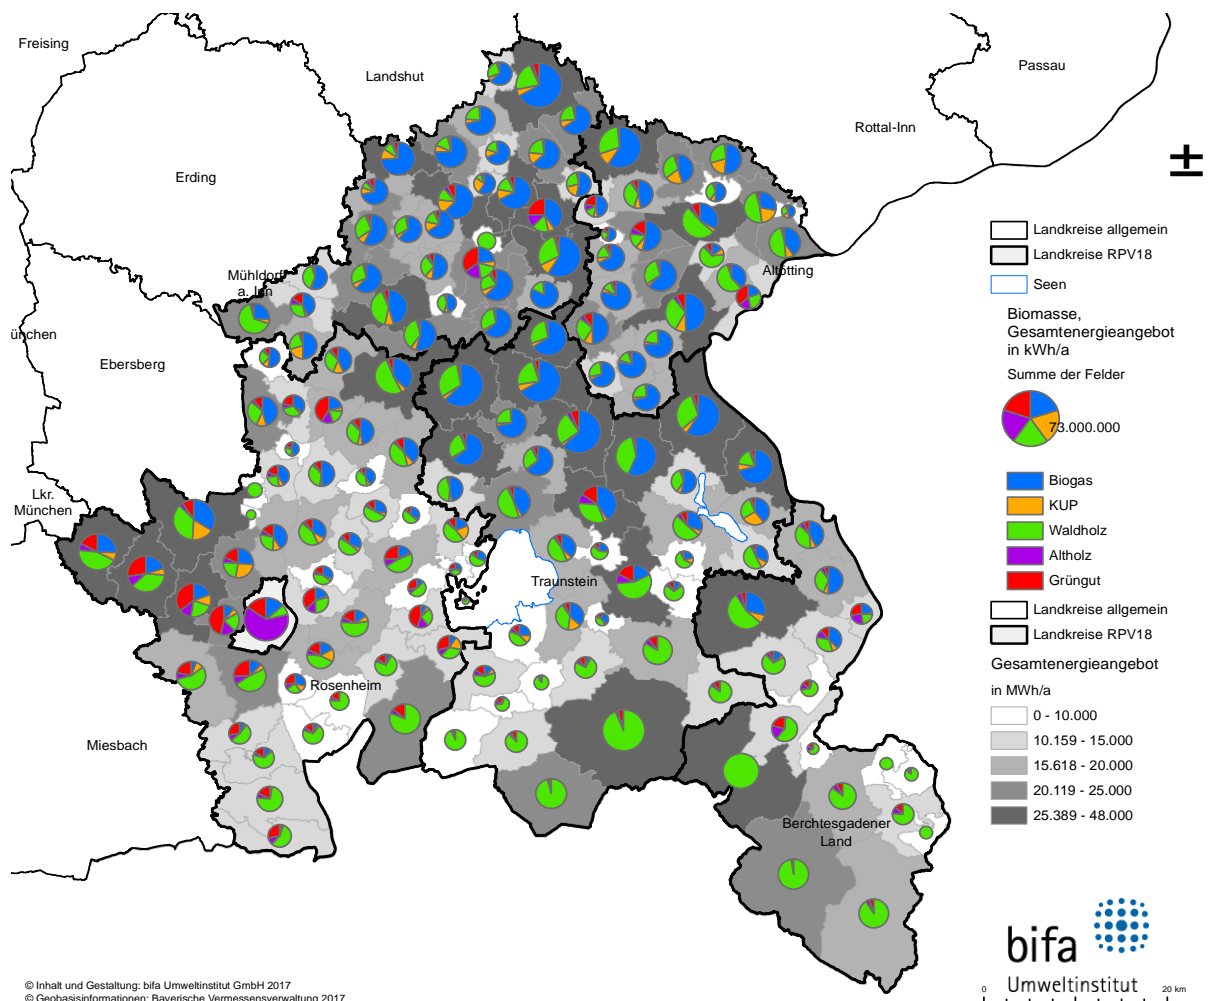 Freising
Landshut
Passau
Rottal-Inn
Erding
Mühldorf
a. Inn
Altötting
ünchen
Ebersberg
Lkr.
München
Traunstein
Rosenheim
Miesbach
Berchtesgadener
Land
Landkreise allgemein
Landkreise RPV18
Seen
Biomasse,
Gesamtenergieangebot
in kWh/a
Summe der Felder
73.000.000
Biogas
KUP
Waldholz
Altholz
Grüngut
Landkreise allgemein
Landkreise RPV18
Gesamtenergieangebot
in MWh/a
0 - 10.000
10.159 - 15.000
15.618 - 20.000
20.119 - 25.000
25.389 - 48.000
bifa
Umweltinstitut
0 20 km
© Inhalt und Gestaltung: bifa Umweltinstitut GmbH 2017
© Geobasisinformationen: Bayerische Vermessensverwaltung 2017